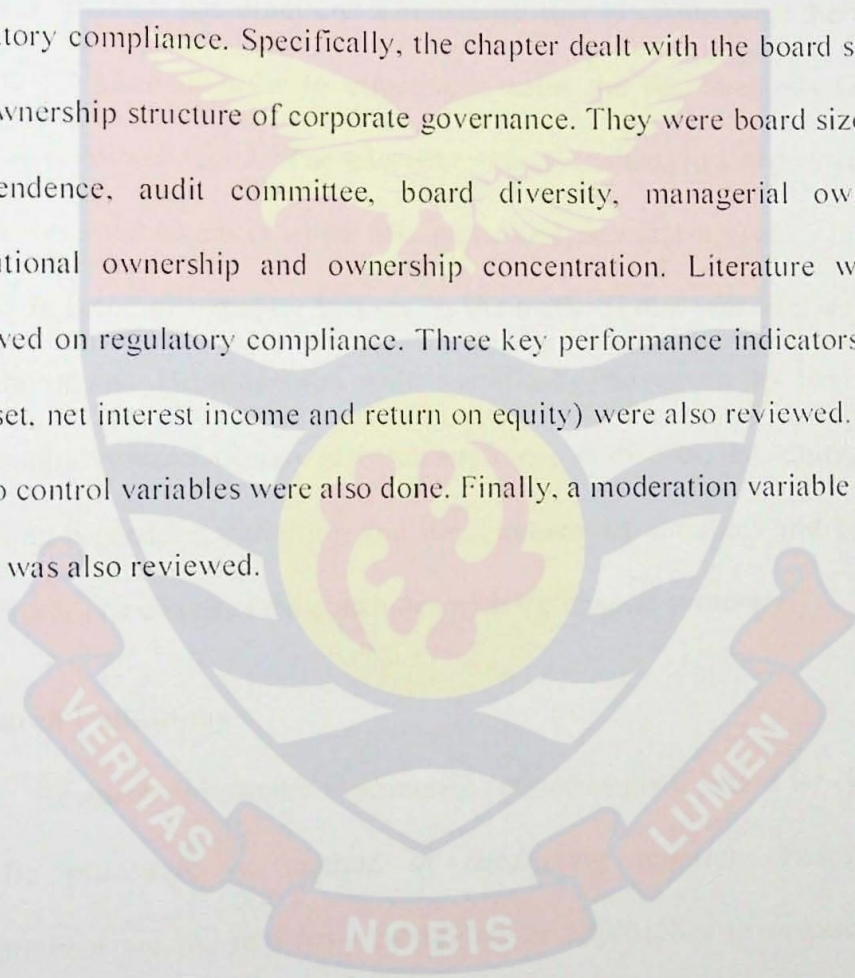 tory compliance. Specifically, the chapter dealt with the board s
wnership structure of corporate governance. They were board size
endence, audit committee, board diversity, managerial ow
tional ownership and ownership concentration. Literature w
ved on regulatory compliance. Three key performance indicators
set, net interest income and return on equity) were also reviewed.
o control variables were also done. Finally, a moderation variable
was also reviewed.
VERITAS
NOBIS
LUMEN